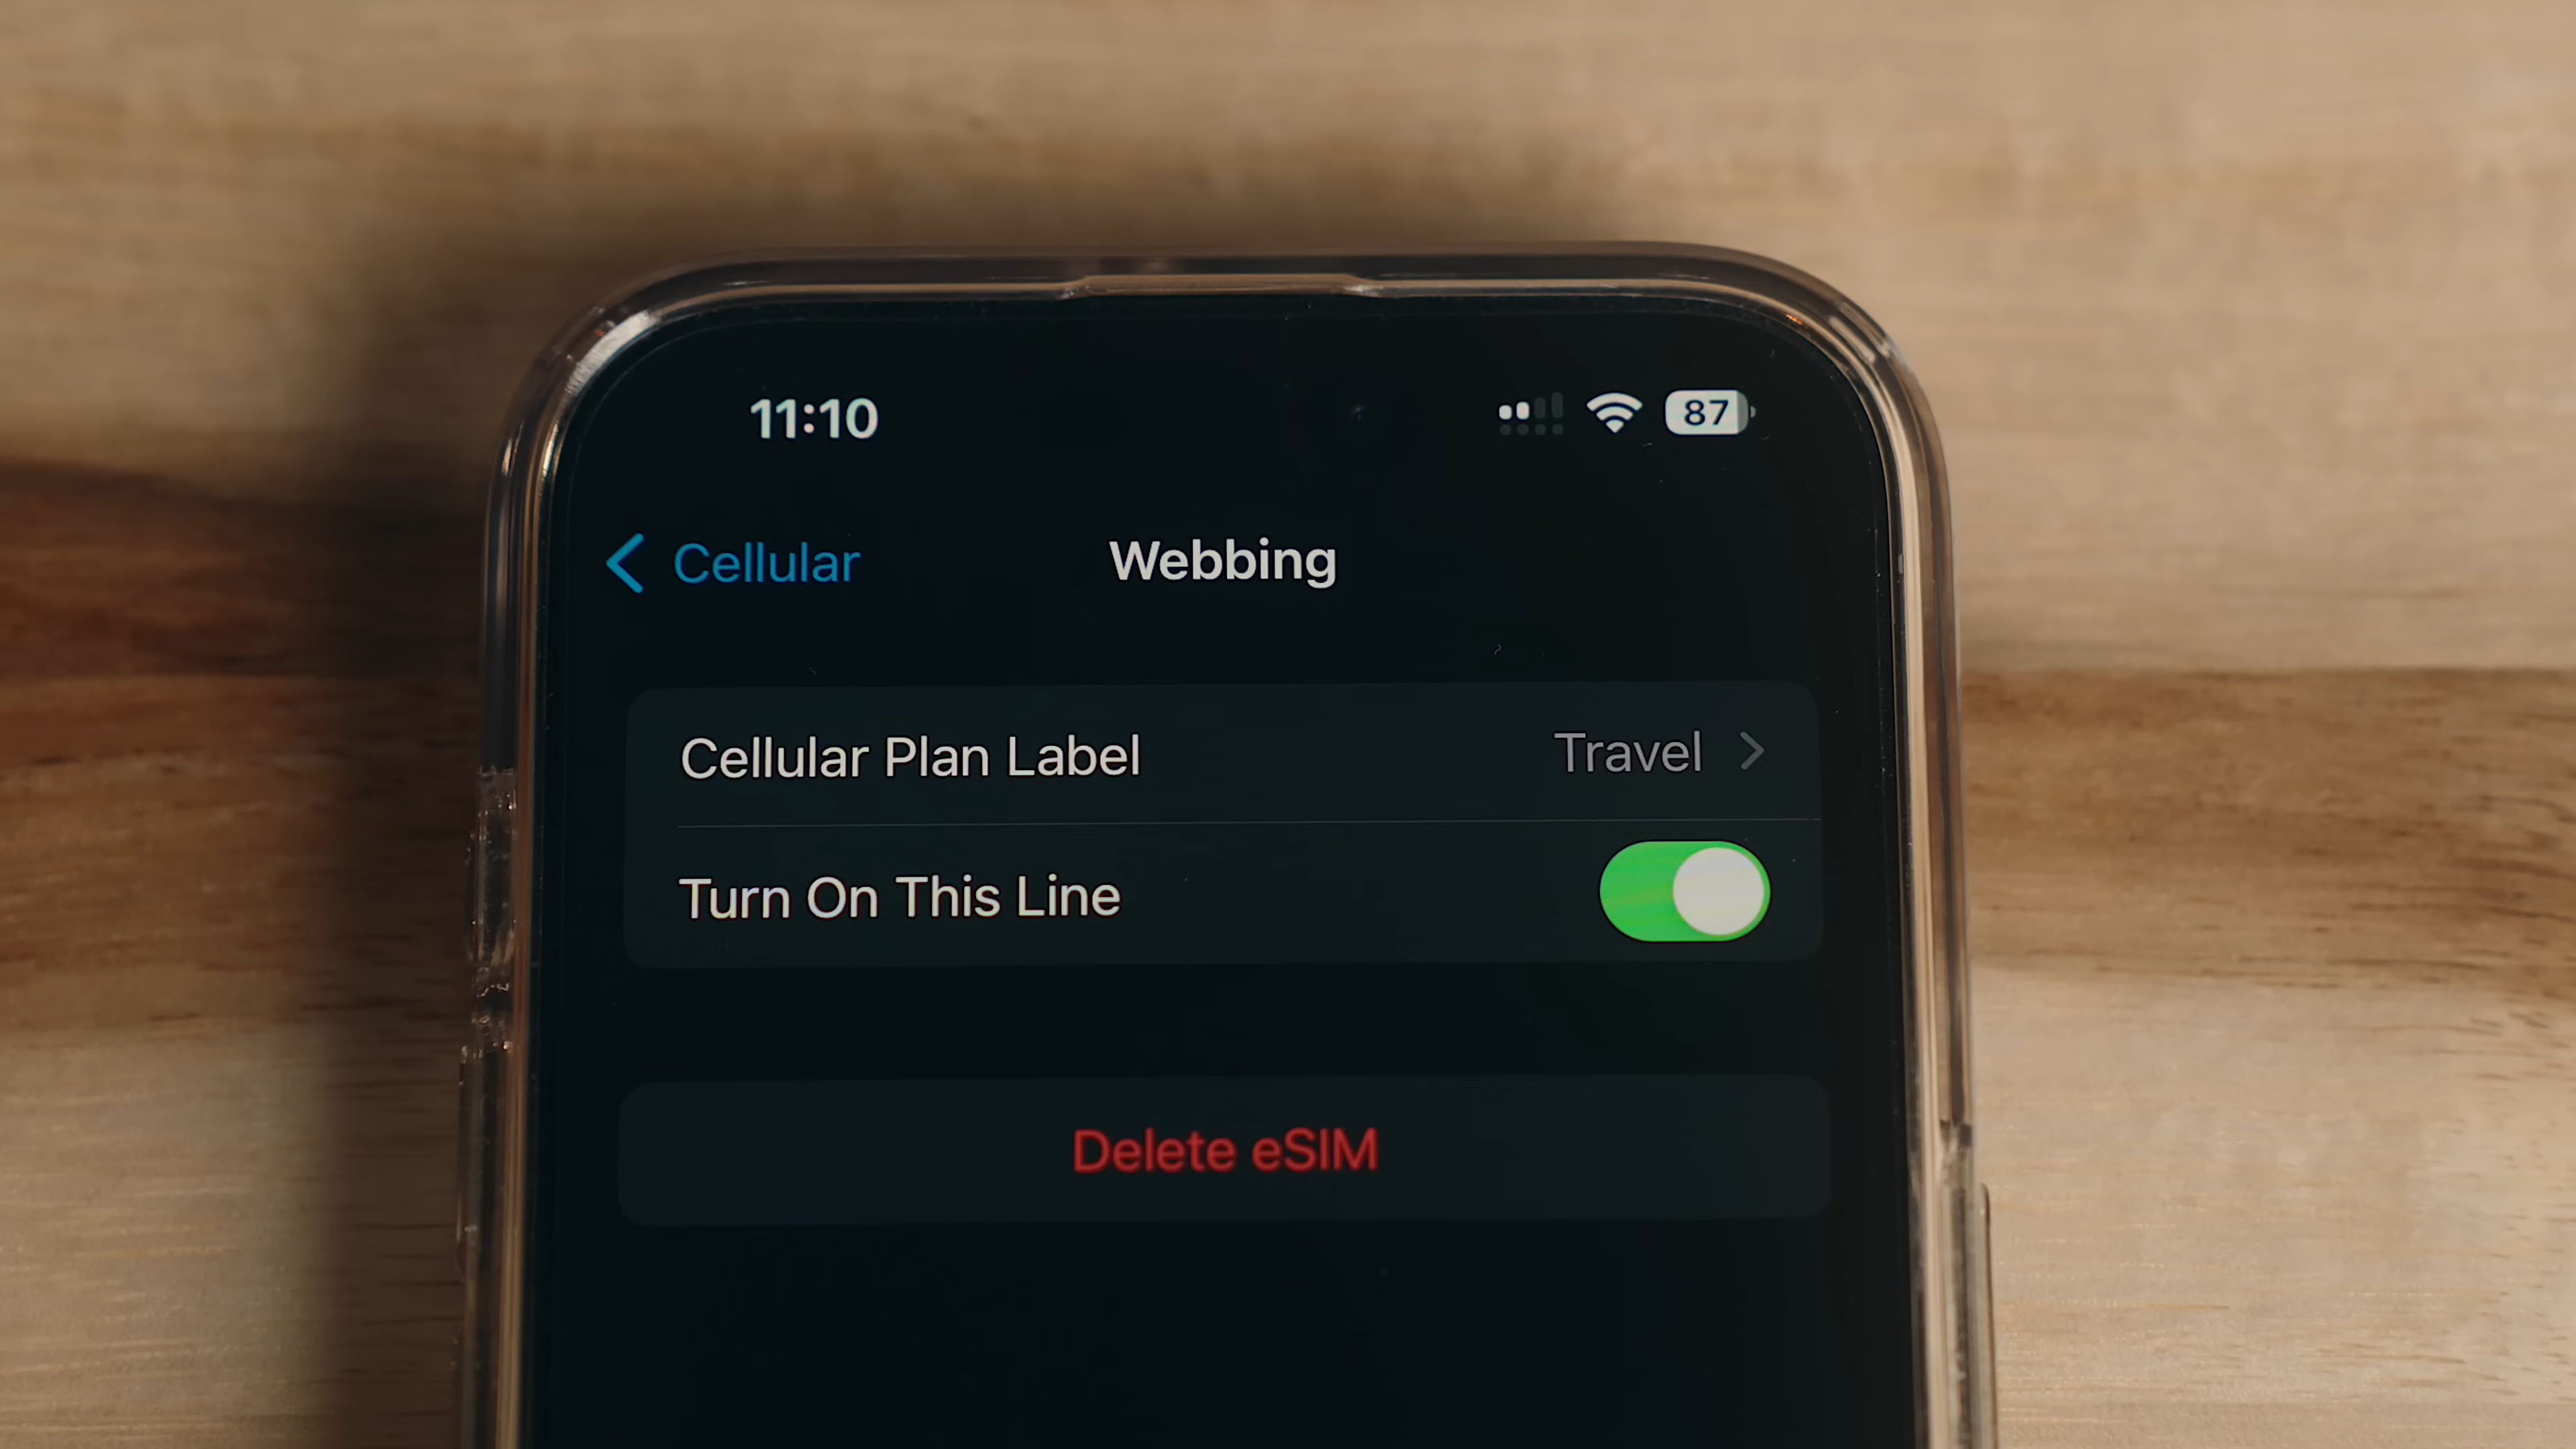 11:10 87
Cellular Webbing
Cellular Plan Label Travel
Turn On This Line
Delete eSIM